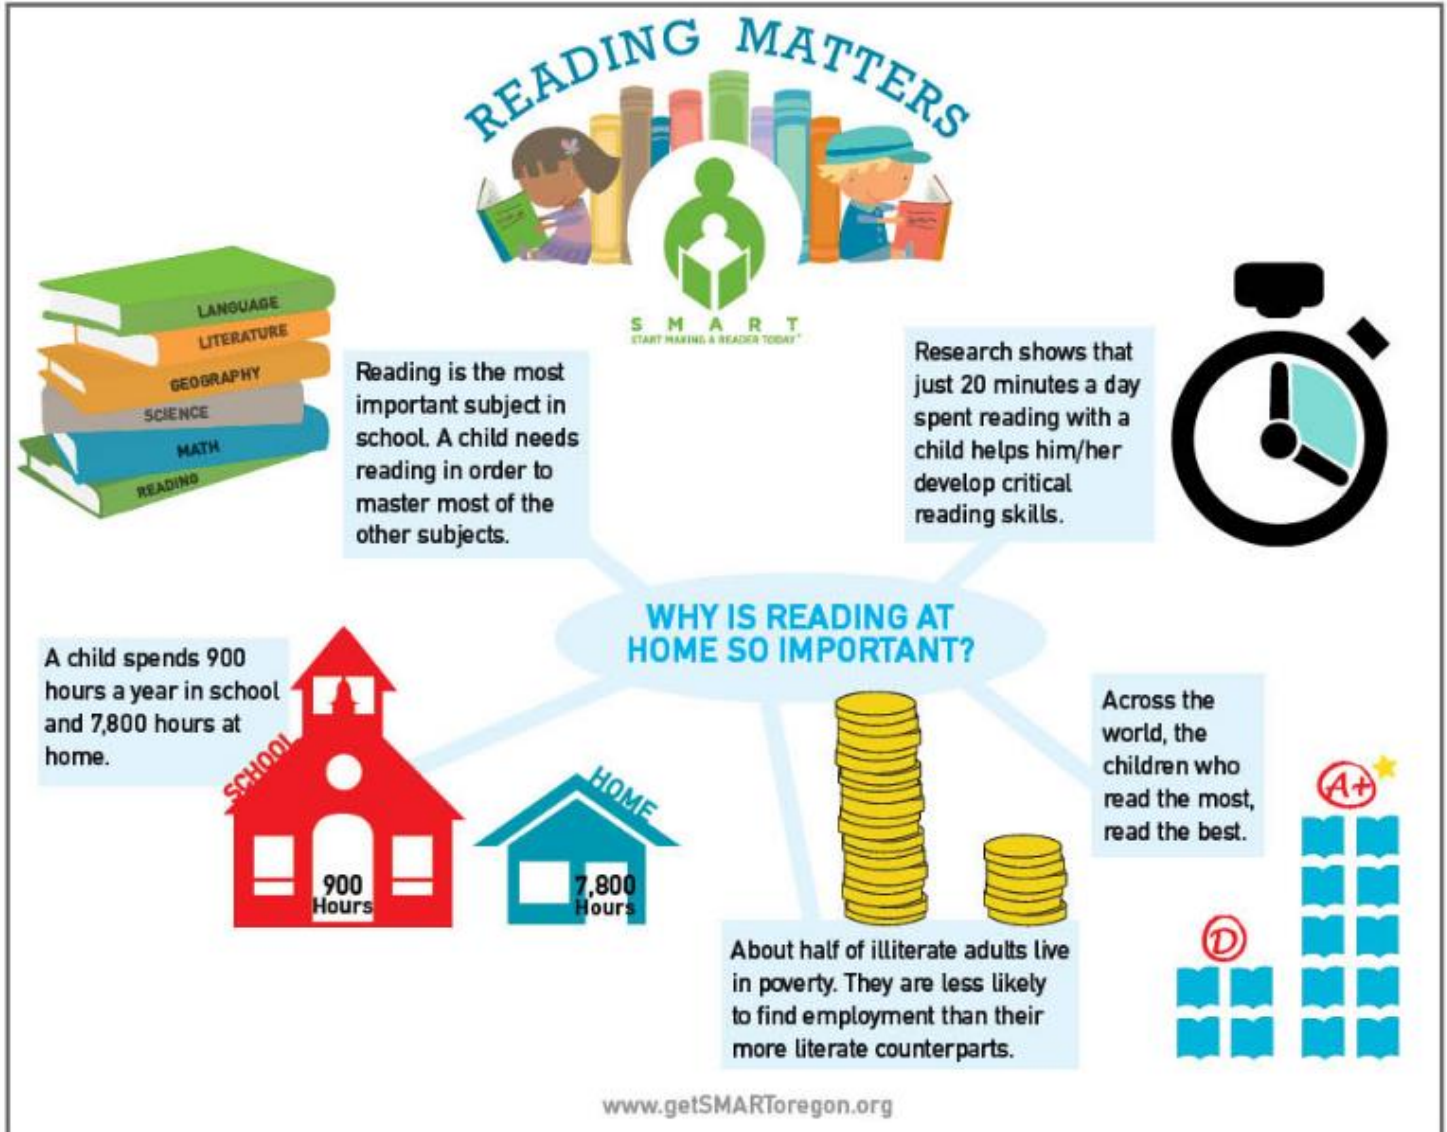 READING MATTERS
S M A R T
START MAKING A READER TODAY
LANGUAGE
LITERATURE
GEOGRAPHY
SCIENCE
MATH
READING
Reading is the most
important subject in
school. A child needs
reading in order to
master most of the
other subjects.
Research shows that
just 20 minutes a day
spent reading with a
child helps him/her
develop critical
reading skills.
WHY IS READING AT
HOME SO IMPORTANT?
A child spends 900
hours a year in school
and 7,800 hours at
home.
SCHOOL
900
Hours
HOME
7,800
Hours
Across the
world, the
children who
read the most,
read the best.
A+
D
About half of illiterate adults live
in poverty. They are less likely
to find employment than their
more literate counterparts.
www.getSMARToregon.org